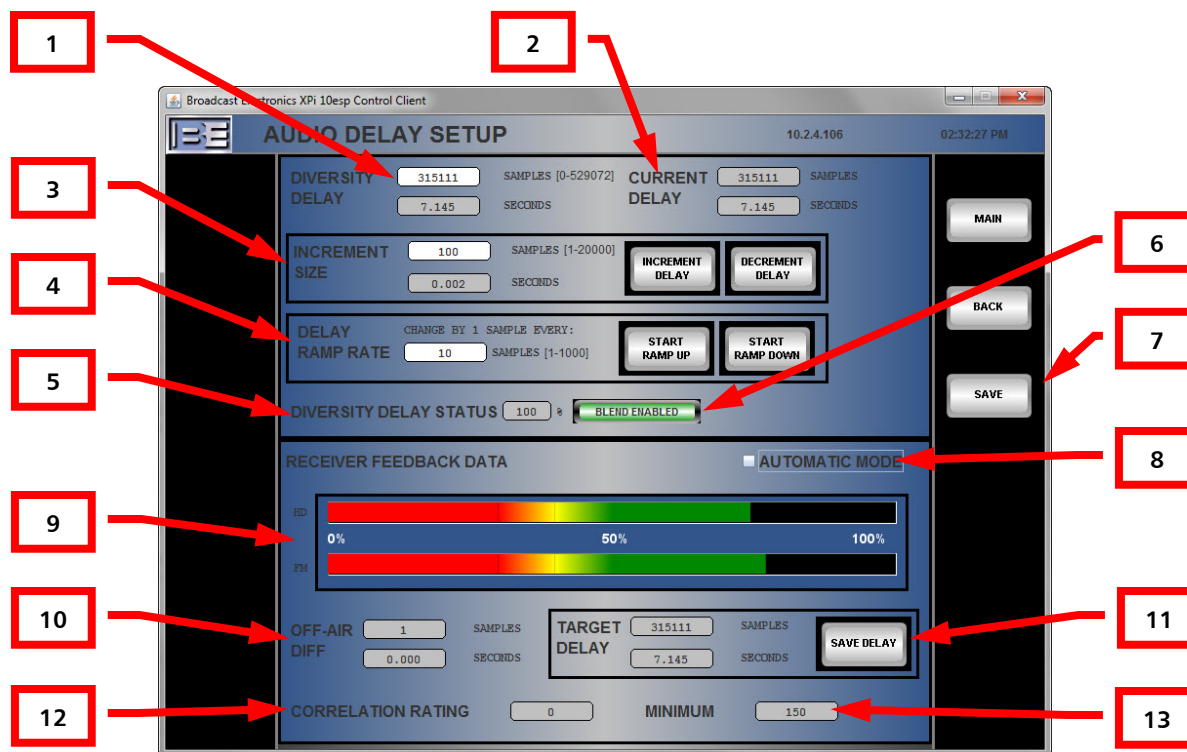 1
2
Broadcast Electronics XPi 10esp Control Client
BE AUDIO DELAY SETUP 10.2.4.106 02:32:27 PM
DIVERSITY DELAY 315111 SAMPLES [0-529072]
7.145 SECONDS
CURRENT DELAY 315111 SAMPLES
7.145 SECONDS
MAIN
3
INCREMENT SIZE 100 SAMPLES [1-20000]
0.002 SECONDS
INCREMENT DELAY
DECREMENT DELAY
6
4
DELAY RAMP RATE
CHANGE BY 1 SAMPLE EVERY:
10 SAMPLES [1-1000]
START RAMP UP
START RAMP DOWN
BACK
7
5
DIVERSITY DELAY STATUS 100 % BLEND ENABLED
SAVE
RECEIVER FEEDBACK DATA
AUTOMATIC MODE
8
9
HD
0% 50% 100%
FM
10
OFF-AIR DIFF 1 SAMPLES
0.000 SECONDS
TARGET DELAY 315111 SAMPLES
7.145 SECONDS
SAVE DELAY
11
12
CORRELATION RATING 0 MINIMUM 150
13